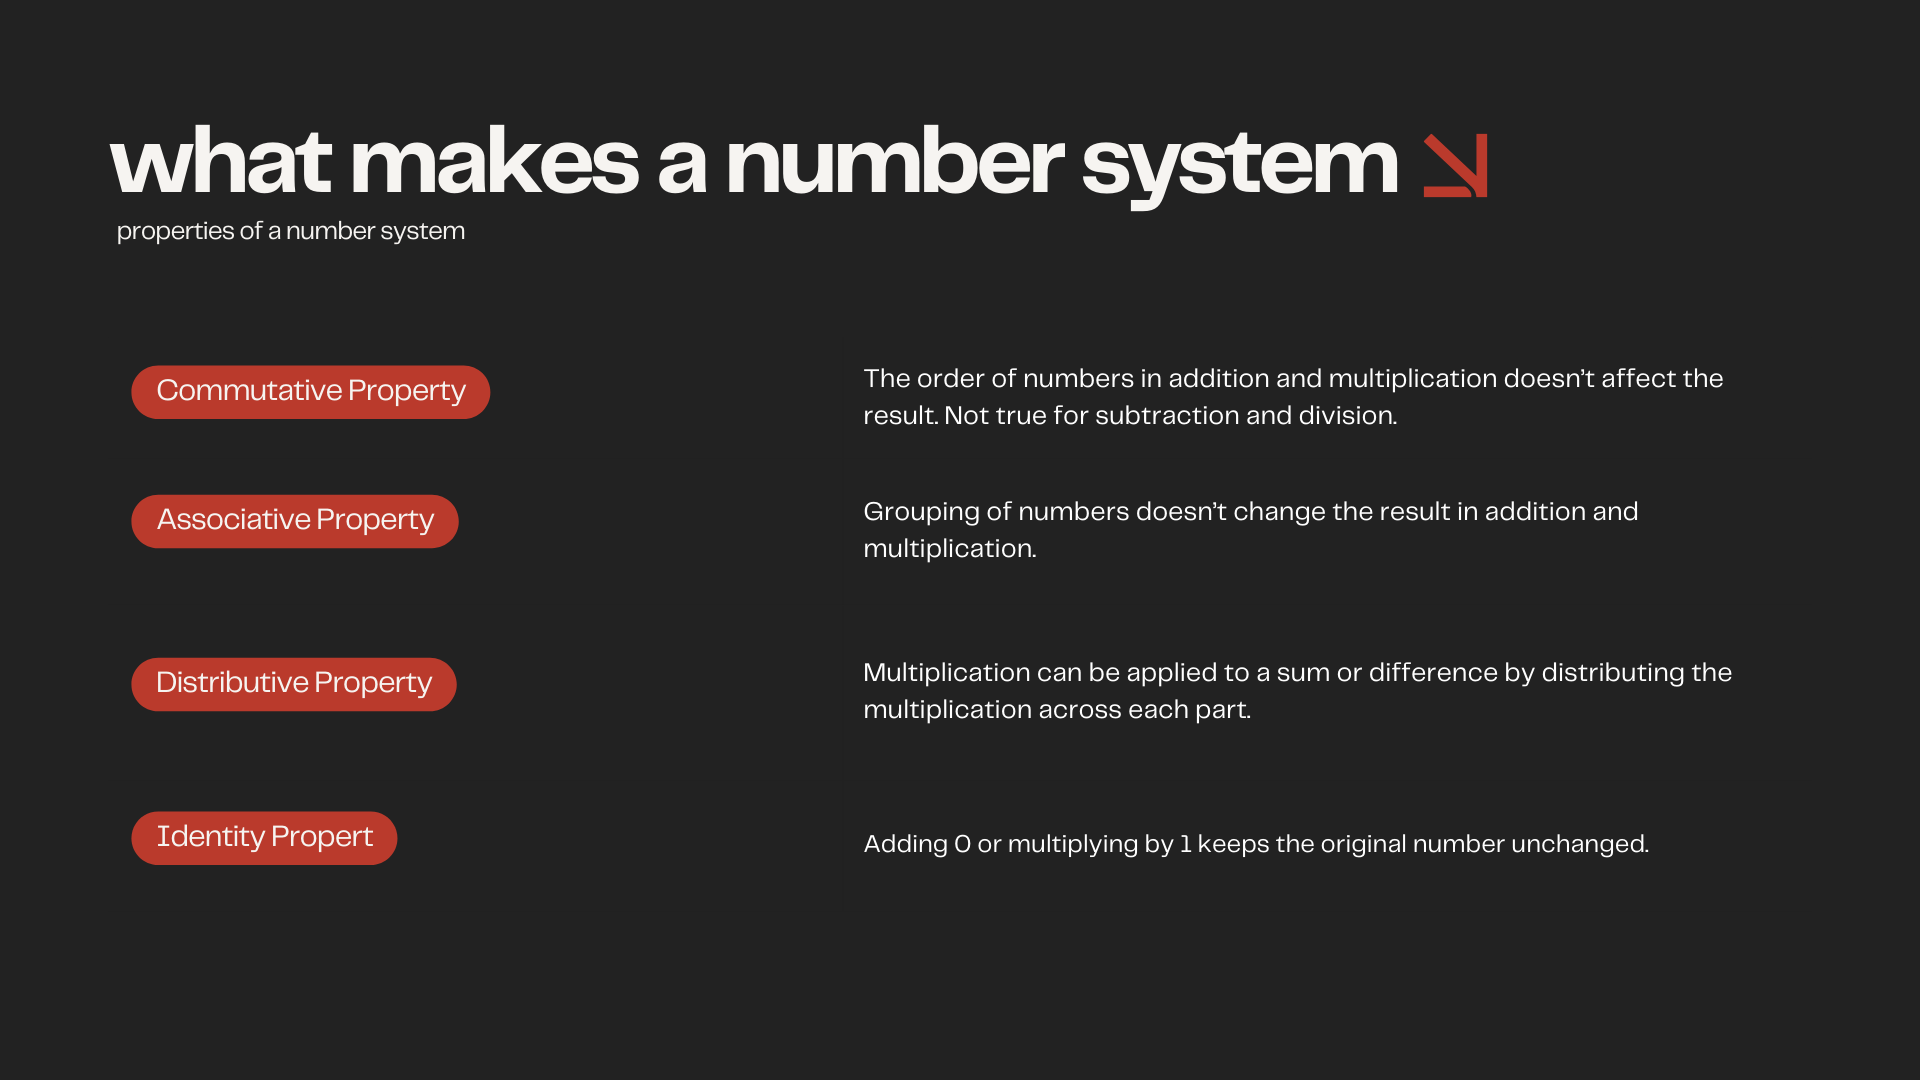 what makes a number system
properties of a number system
Commutative Property
The order of numbers in addition and multiplication doesn’t affect the
result. Not true for subtraction and division.
Associative Property
Grouping of numbers doesn’t change the result in addition and
multiplication.
Distributive Property
Multiplication can be applied to a sum or difference by distributing the
multiplication across each part.
Identity Propert
Adding 0 or multiplying by 1 keeps the original number unchanged.